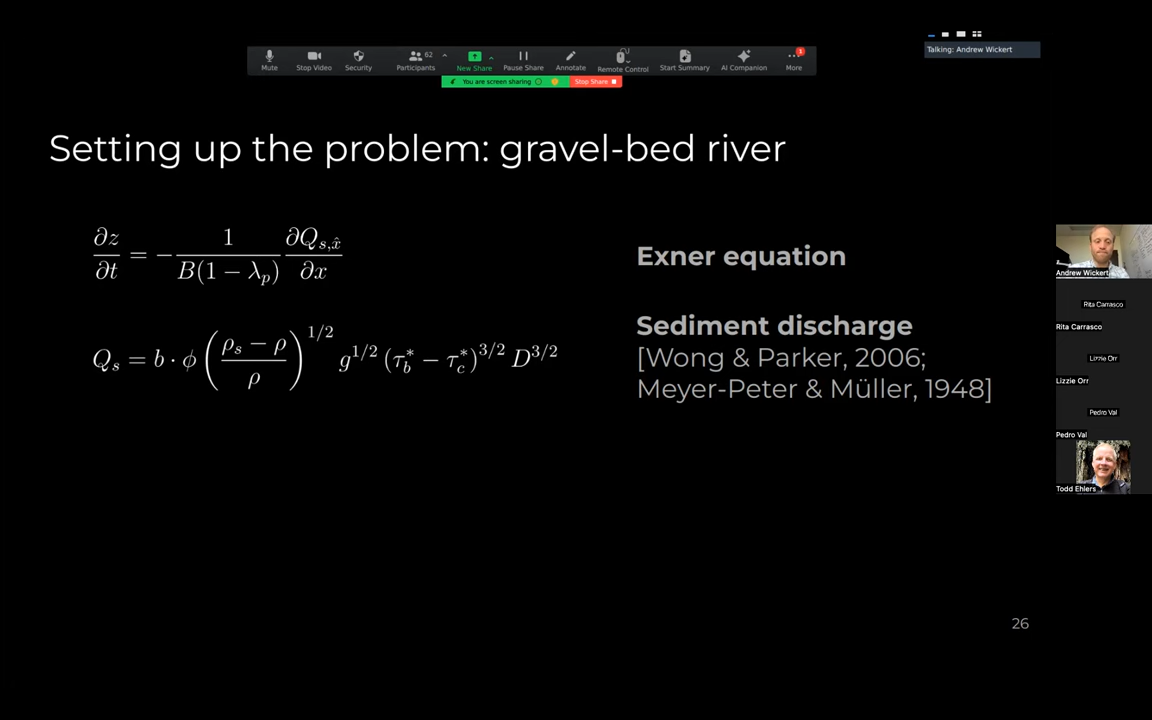 Talking: Andrew Wickert
Mute
Stop Video
Security
Participants
62
New Share
Pause Share
Annotate
Remote Control
Start Summary
AI Companion
More
1
You are screen sharing
Stop Share
Setting up the problem: gravel-bed river
∂z/∂t = −1/(B(1 − λₚ)) ∂Q_{s,x̂}/∂x
Exner equation
Q_s = b · ϕ ((ρ_s − ρ)/ρ)^{1/2} g^{1/2} (τ_b^* − τ_c^*)^{3/2} D^{3/2}
Sediment discharge
[Wong & Parker, 2006;
Meyer-Peter & Müller, 1948]
Andrew Wickert
Rita Carrasco
Rita Carrasco
Lizzie Orr
Lizzie Orr
Pedro Val
Pedro Val
Todd Ehlers
26